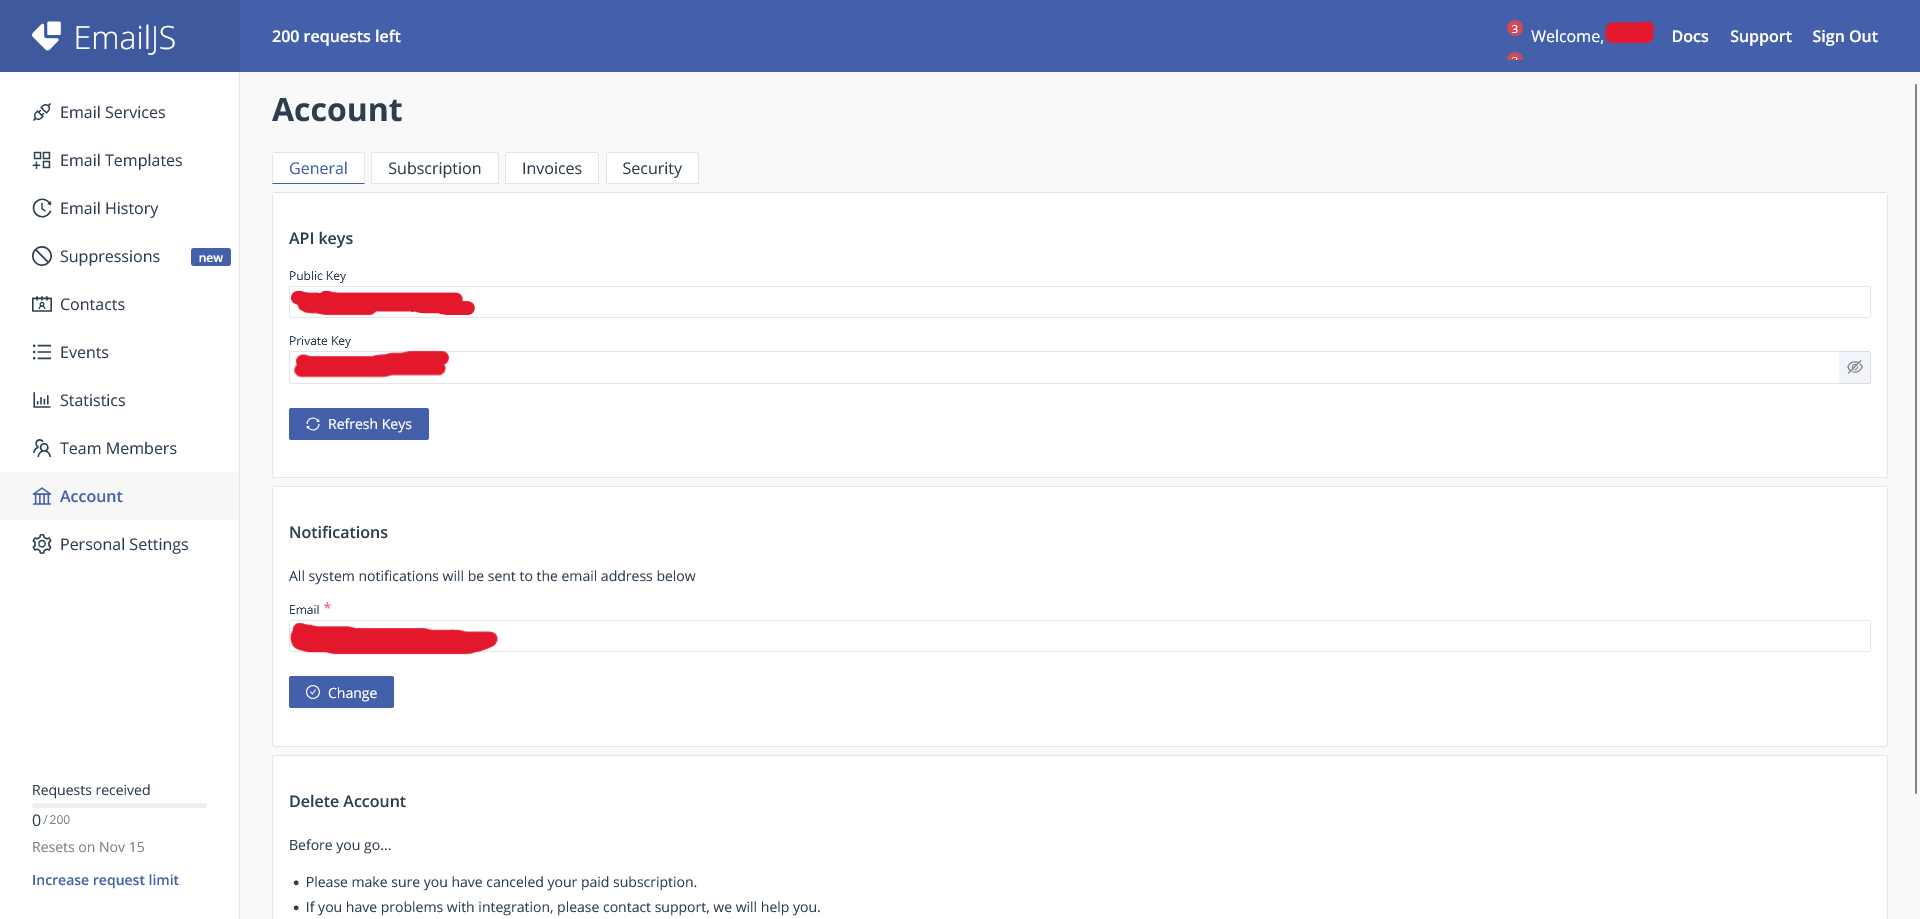 EmailJS
200 requests left
3
Welcome,
Docs
Support
Sign Out
Email Services
Email Templates
Email History
Suppressions
new
Contacts
Events
Statistics
Team Members
Account
Personal Settings
Requests received
0/200
Resets on Nov 15
Increase request limit
Account
General
Subscription
Invoices
Security
API keys
Public Key
Private Key
Refresh Keys
Notifications
All system notifications will be sent to the email address below
Email *
Change
Delete Account
Before you go...
• Please make sure you have canceled your paid subscription.
• If you have problems with integration, please contact support, we will help you.